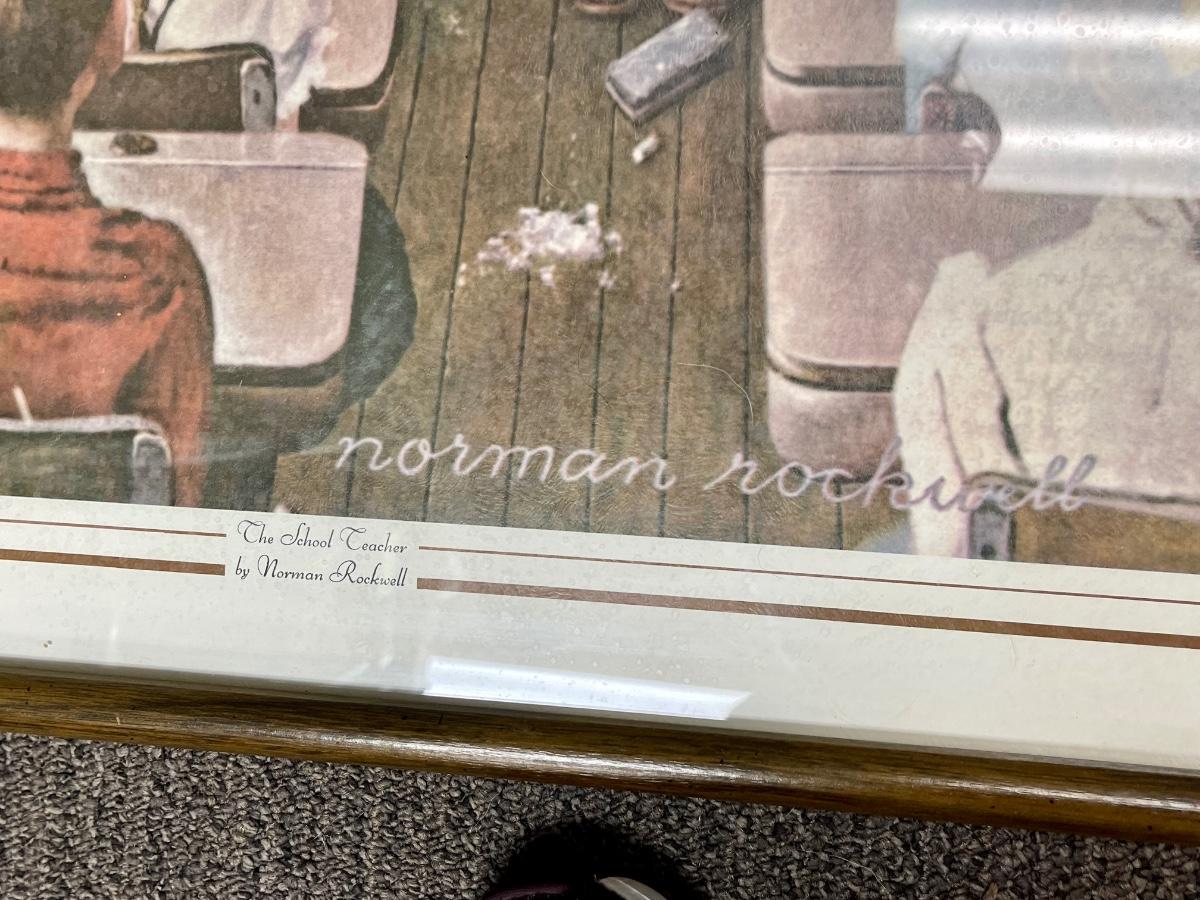 norman rockwell
The School Teacher
by Norman Rockwell